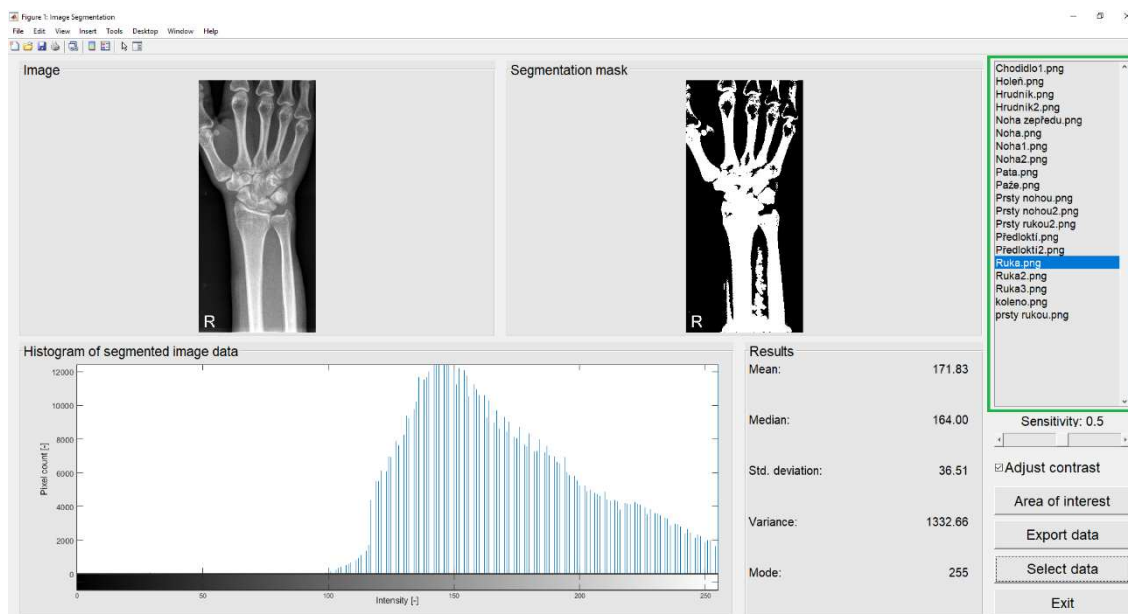 Figure 1: Image Segmentation
File Edit View Insert Tools Desktop Window Help
Image
R
Segmentation mask
R
Chodidlo1.png
Holeň.png
Hrudník.png
Hrudník2.png
Noha zepředu.png
Noha.png
Noha1.png
Noha2.png
Pata.png
Paže.png
Prsty nohou.png
Prsty nohou2.png
Prsty rukou2.png
Předloktí.png
Předloktí2.png
Ruka.png
Ruka2.png
Ruka3.png
koleno.png
prsty rukou.png
Histogram of segmented image data
12000
10000
8000
6000
4000
2000
0
Pixel count [-]
0 50 100 150 200 250
Intensity [-]
Results
Mean: 171.83
Median: 164.00
Std. deviation: 36.51
Variance: 1332.66
Mode: 255
Sensitivity: 0.5
Adjust contrast
Area of interest
Export data
Select data
Exit